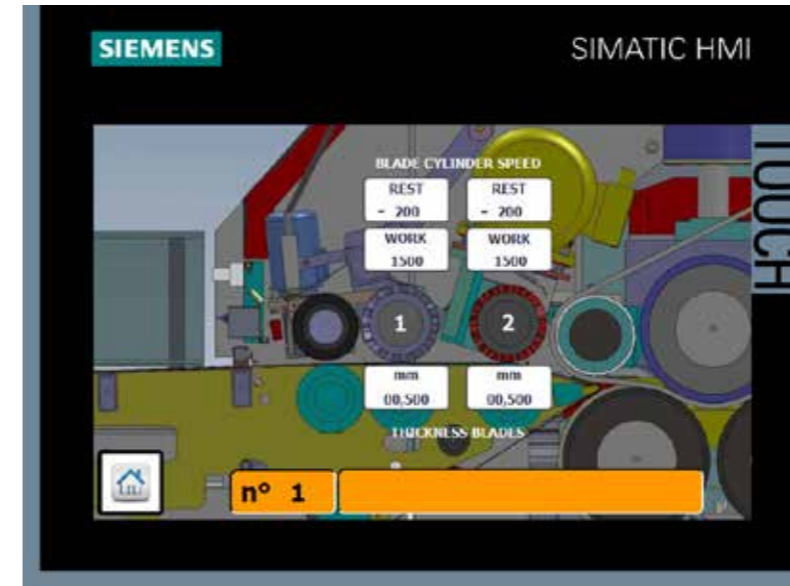 SIEMENS
SIMATIC HMI
TOUCH
BLADE CYLINDER SPEED
REST REST
- 200 - 200
WORK WORK
1500 1500
1 2
mm mm
00,500 00,500
THICKNESS BLADES
n° 1